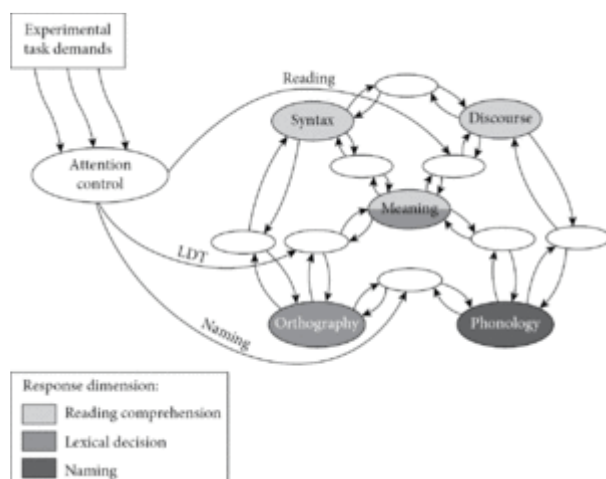 Experimental
task demands
Reading
Syntax
Discourse
Attention
control
Meaning
LDT
Naming
Orthography
Phonology
Response dimension:
Reading comprehension
Lexical decision
Naming